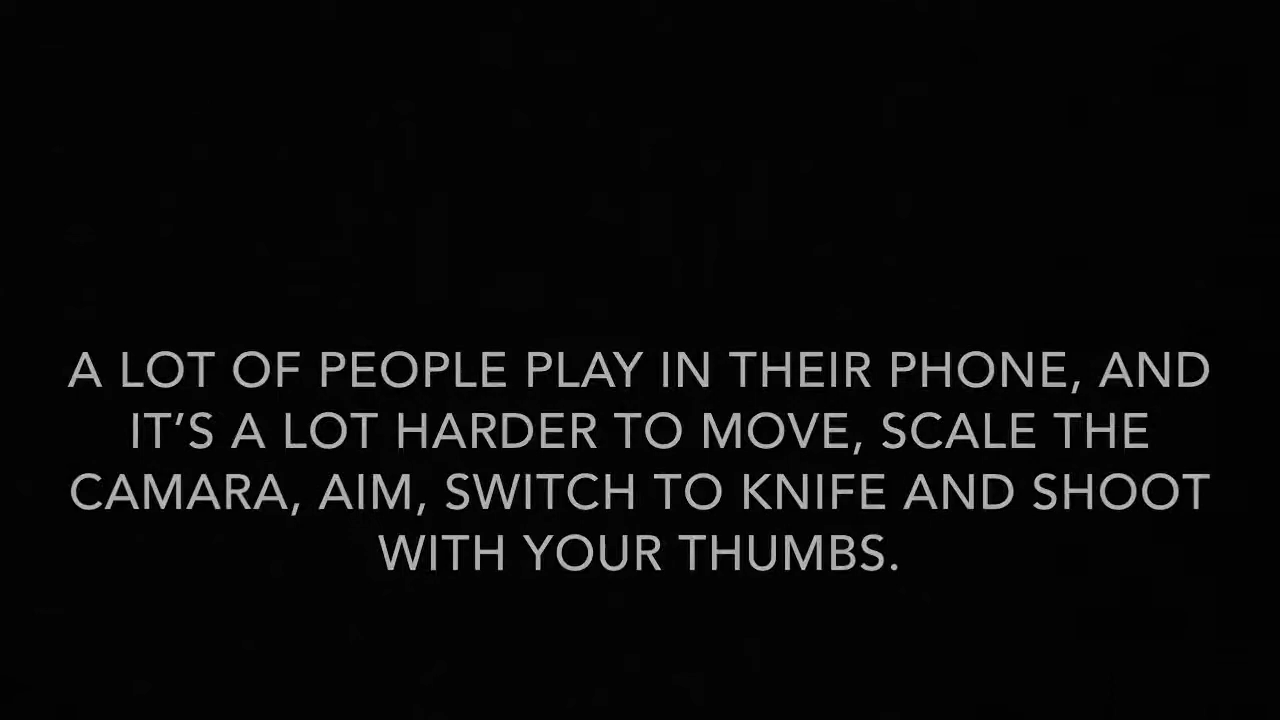 A LOT OF PEOPLE PLAY IN THEIR PHONE, AND
IT’S A LOT HARDER TO MOVE, SCALE THE
CAMARA, AIM, SWITCH TO KNIFE AND SHOOT
WITH YOUR THUMBS.